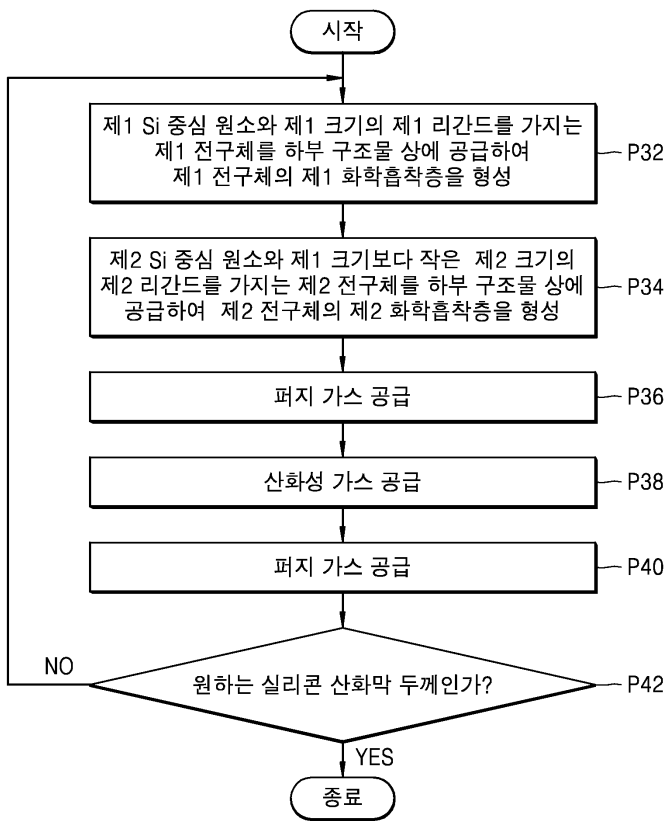 시작
제1 Si 중심 원소와 제1 크기의 제1 리간드를 가지는
제1 전구체를 하부 구조물 상에 공급하여
제1 전구체의 제1 화학흡착층을 형성
P32
제2 Si 중심 원소와 제1 크기보다 작은 제2 크기의
제2 리간드를 가지는 제2 전구체를 하부 구조물 상에
공급하여 제2 전구체의 제2 화학흡착층을 형성
P34
퍼지 가스 공급
P36
산화성 가스 공급
P38
퍼지 가스 공급
P40
NO
원하는 실리콘 산화막 두께인가?
P42
YES
종료